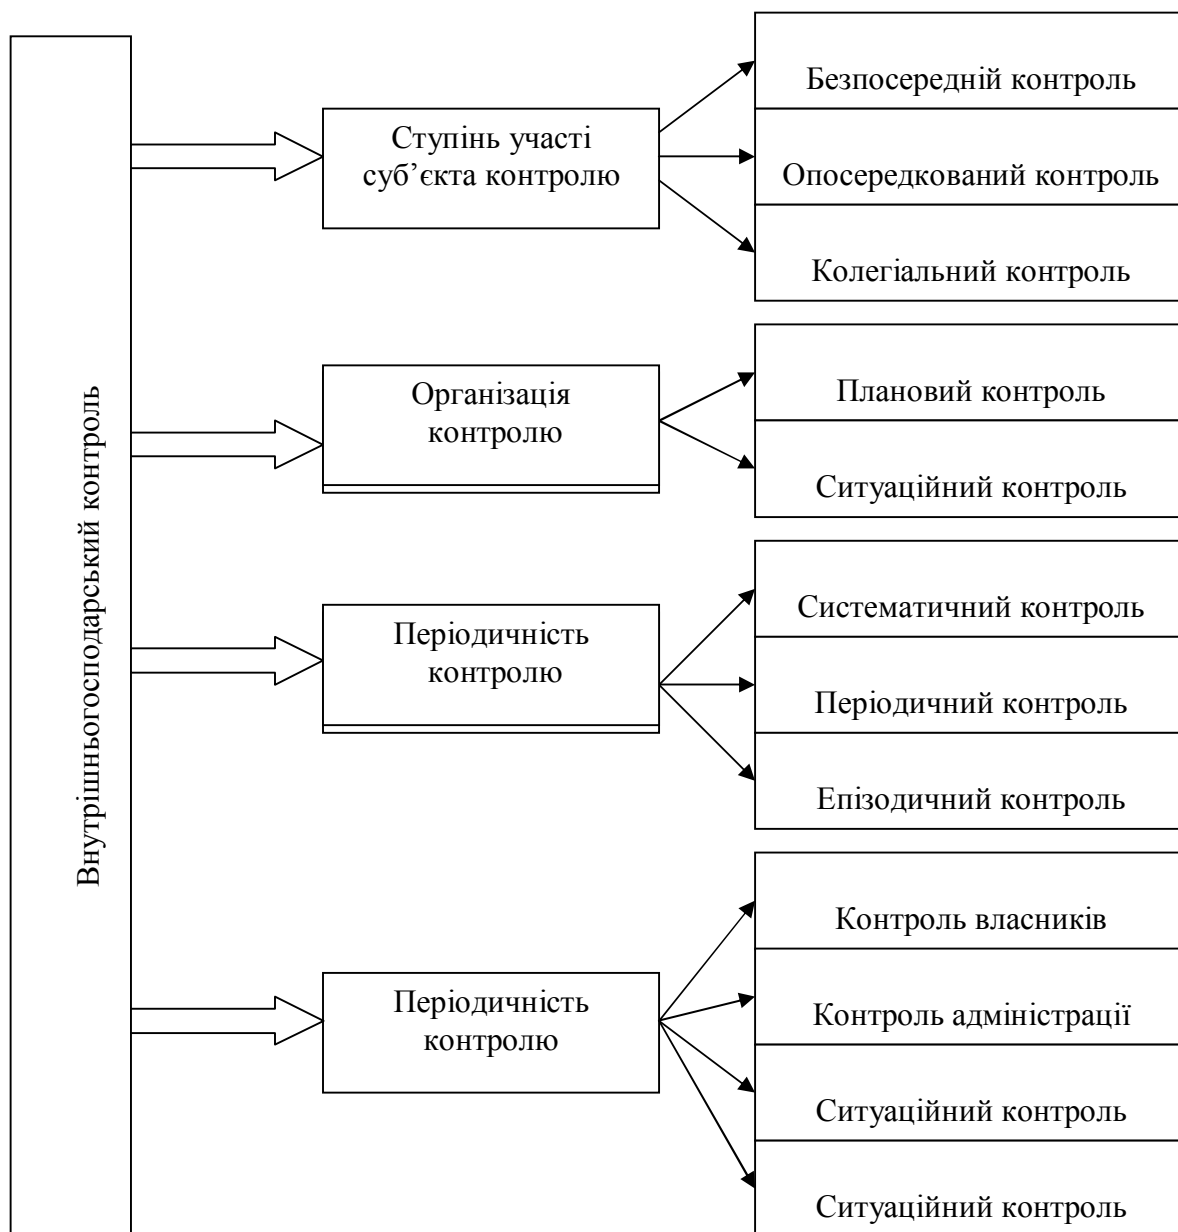 Внутрішньогосподарський контроль
Ступінь участі
суб’єкта контролю
Безпосередній контроль
Опосередкований контроль
Колегіальний контроль
Організація
контролю
Плановий контроль
Ситуаційний контроль
Періодичність
контролю
Систематичний контроль
Періодичний контроль
Епізодичний контроль
Періодичність
контролю
Контроль власників
Контроль адміністрації
Ситуаційний контроль
Ситуаційний контроль